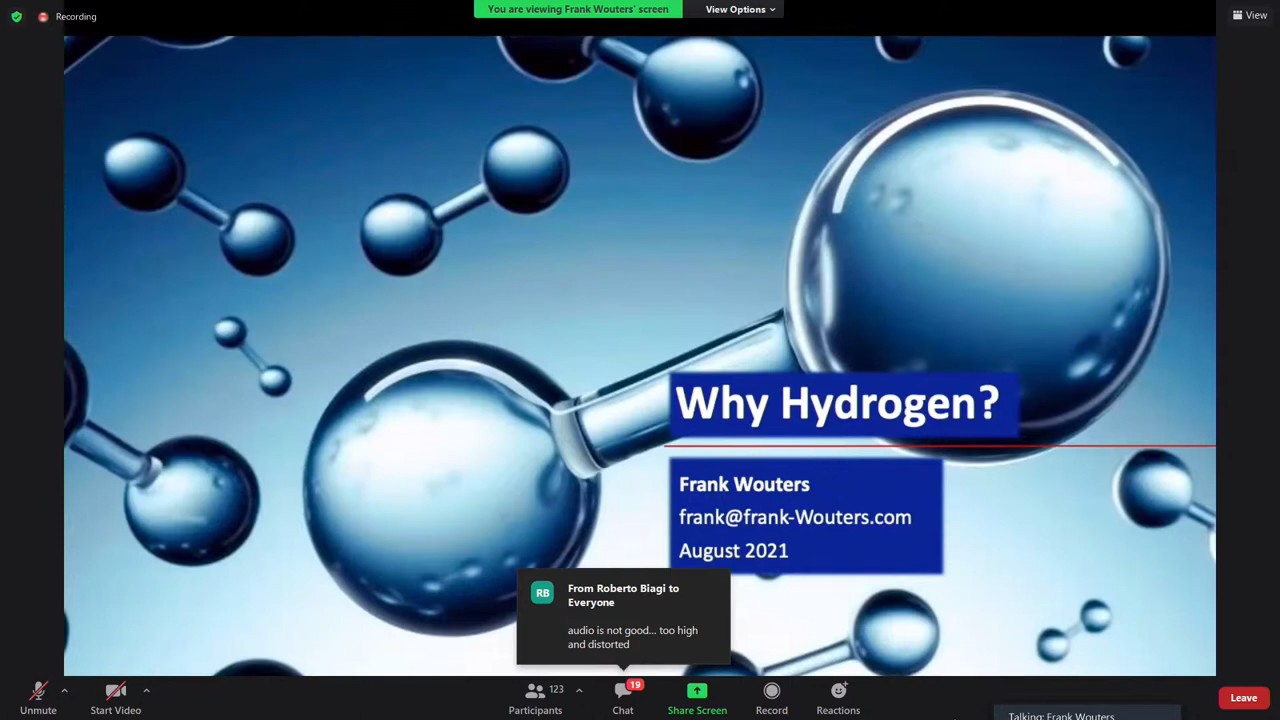 You are viewing Frank Wouters' screen
View Options
Recording
View
Why Hydrogen?
Frank Wouters
frank@frank-Wouters.com
August 2021
RB
From Roberto Biagi to
Everyone
audio is not good... too high
and distorted
Unmute
Start Video
123
Participants
19
Chat
Share Screen
Record
Reactions
Leave
Talking: Frank Wouters